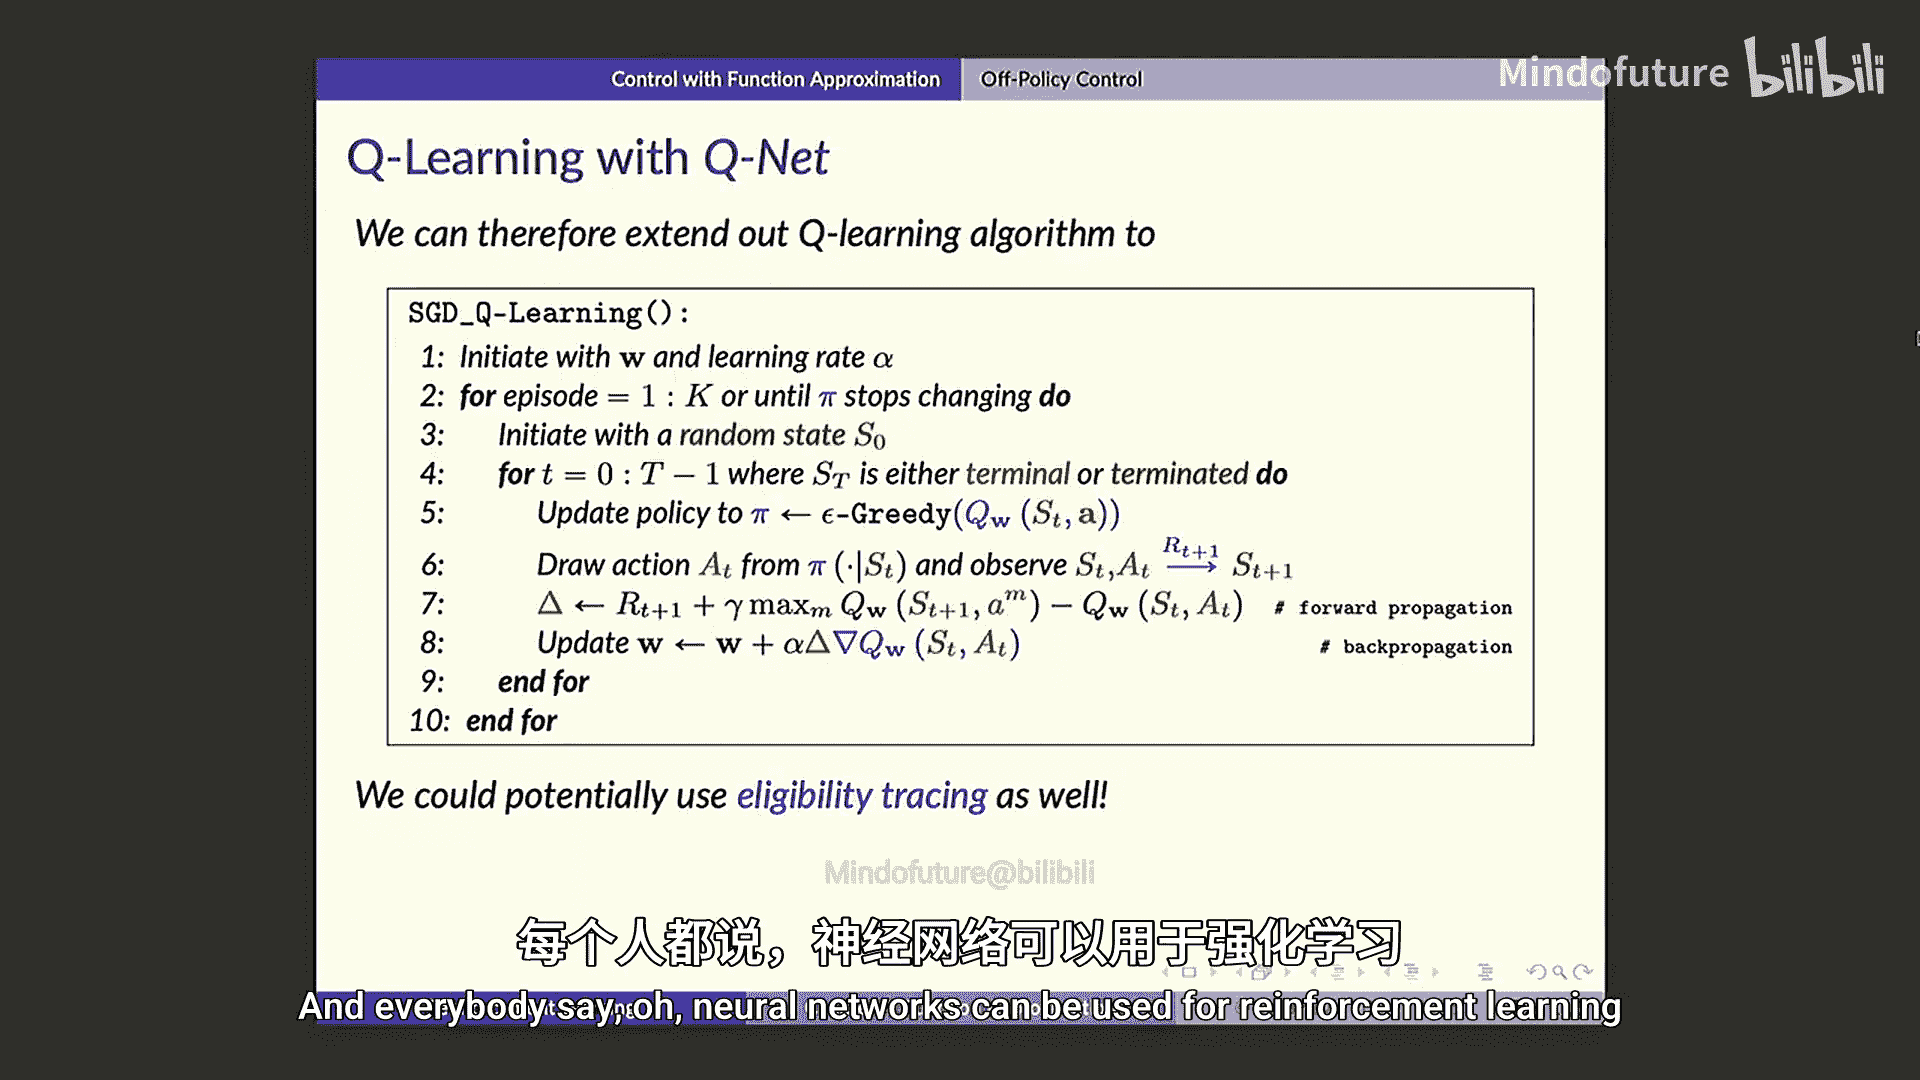 Control with Function Approximation
Off-Policy Control
Mindofuture bilibili
Q-Learning with Q-Net
We can therefore extend out Q-learning algorithm to
SGD_Q-Learning():
1: Initiate with w and learning rate α
2: for episode = 1 : K or until π stops changing do
3: Initiate with a random state S₀
4: for t = 0 : T − 1 where S_T is either terminal or terminated do
5: Update policy to π ← ϵ-Greedy(Q_w (S_t, a))
6: Draw action A_t from π (·|S_t) and observe S_t, A_t \xrightarrow{R_{t+1}} S_{t+1}
7: Δ ← R_{t+1} + γ max_m Q_w (S_{t+1}, a^m) − Q_w (S_t, A_t) # forward propagation
8: Update w ← w + αΔ∇Q_w (S_t, A_t) # backpropagation
9: end for
10: end for
We could potentially use eligibility tracing as well!
Mindofuture@bilibili
每个人都说，神经网络可以用于强化学习
And everybody say, oh, neural networks can be used for reinforcement learning